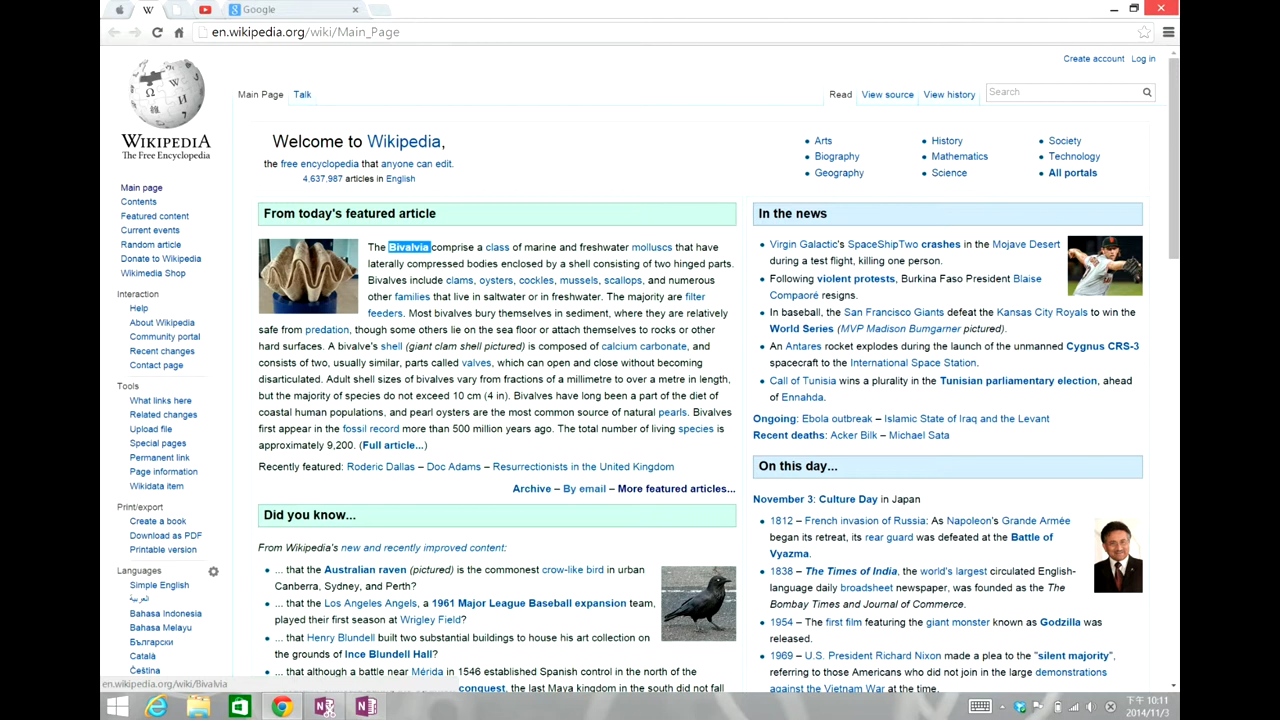 Google
en.wikipedia.org/wiki/Main_Page
Create account Log in
Main Page Talk
Read View source View history Search
WIKIPEDIA
The Free Encyclopedia
Main page
Contents
Featured content
Current events
Random article
Donate to Wikipedia
Wikimedia Shop
Interaction
Help
About Wikipedia
Community portal
Recent changes
Contact page
Tools
What links here
Related changes
Upload file
Special pages
Permanent link
Page information
Wikidata item
Print/export
Create a book
Download as PDF
Printable version
Languages
Simple English
العربية
Bahasa Indonesia
Bahasa Melayu
Български
Català
Čeština
Welcome to Wikipedia,
the free encyclopedia that anyone can edit.
4,637,987 articles in English
Arts
Biography
Geography
History
Mathematics
Science
Society
Technology
All portals
From today's featured article
The Bivalvia comprise a class of marine and freshwater molluscs that have
laterally compressed bodies enclosed by a shell consisting of two hinged parts.
Bivalves include clams, oysters, cockles, mussels, scallops, and numerous
other families that live in saltwater or in freshwater. The majority are filter
feeders. Most bivalves bury themselves in sediment, where they are relatively
safe from predation, though some others lie on the sea floor or attach themselves to rocks or other
hard surfaces. A bivalve's shell (giant clam shell pictured) is composed of calcium carbonate, and
consists of two, usually similar, parts called valves, which can open and close without becoming
disarticulated. Adult shell sizes of bivalves vary from fractions of a millimetre to over a metre in length,
but the majority of species do not exceed 10 cm (4 in). Bivalves have long been a part of the diet of
coastal human populations, and pearl oysters are the most common source of natural pearls. Bivalves
first appear in the fossil record more than 500 million years ago. The total number of living species is
approximately 9,200. (Full article...)
Recently featured: Roderic Dallas – Doc Adams – Resurrectionists in the United Kingdom
Archive – By email – More featured articles...
Did you know...
From Wikipedia's new and recently improved content:
... that the Australian raven (pictured) is the commonest crow-like bird in urban
Canberra, Sydney, and Perth?
... that the Los Angeles Angels, a 1961 Major League Baseball expansion team,
played their first season at Wrigley Field?
... that Henry Blundell built two substantial buildings to house his art collection on
the grounds of Ince Blundell Hall?
... that although a battle near Mérida in 1546 established Spanish control in the north of the
conquest, the last Maya kingdom in the south did not fall
In the news
Virgin Galactic's SpaceShipTwo crashes in the Mojave Desert
during a test flight, killing one person.
Following violent protests, Burkina Faso President Blaise
Compaoré resigns.
In baseball, the San Francisco Giants defeat the Kansas City Royals to win the
World Series (MVP Madison Bumgarner pictured).
An Antares rocket explodes during the launch of the unmanned Cygnus CRS-3
spacecraft to the International Space Station.
Call of Tunisia wins a plurality in the Tunisian parliamentary election, ahead
of Ennahda.
Ongoing: Ebola outbreak – Islamic State of Iraq and the Levant
Recent deaths: Acker Bilk – Michael Sata
On this day...
November 3: Culture Day in Japan
1812 – French invasion of Russia: As Napoleon's Grande Armée
began its retreat, its rear guard was defeated at the Battle of
Vyazma.
1838 – The Times of India, the world's largest circulated English-
language daily broadsheet newspaper, was founded as the The
Bombay Times and Journal of Commerce.
1954 – The first film featuring the giant monster known as Godzilla was
released.
1969 – U.S. President Richard Nixon made a plea to the "silent majority",
referring to those Americans who did not join in the large demonstrations
against the Vietnam War at the time.
en.wikipedia.org/wiki/Bivalvia
下午 10:11
2014/11/3